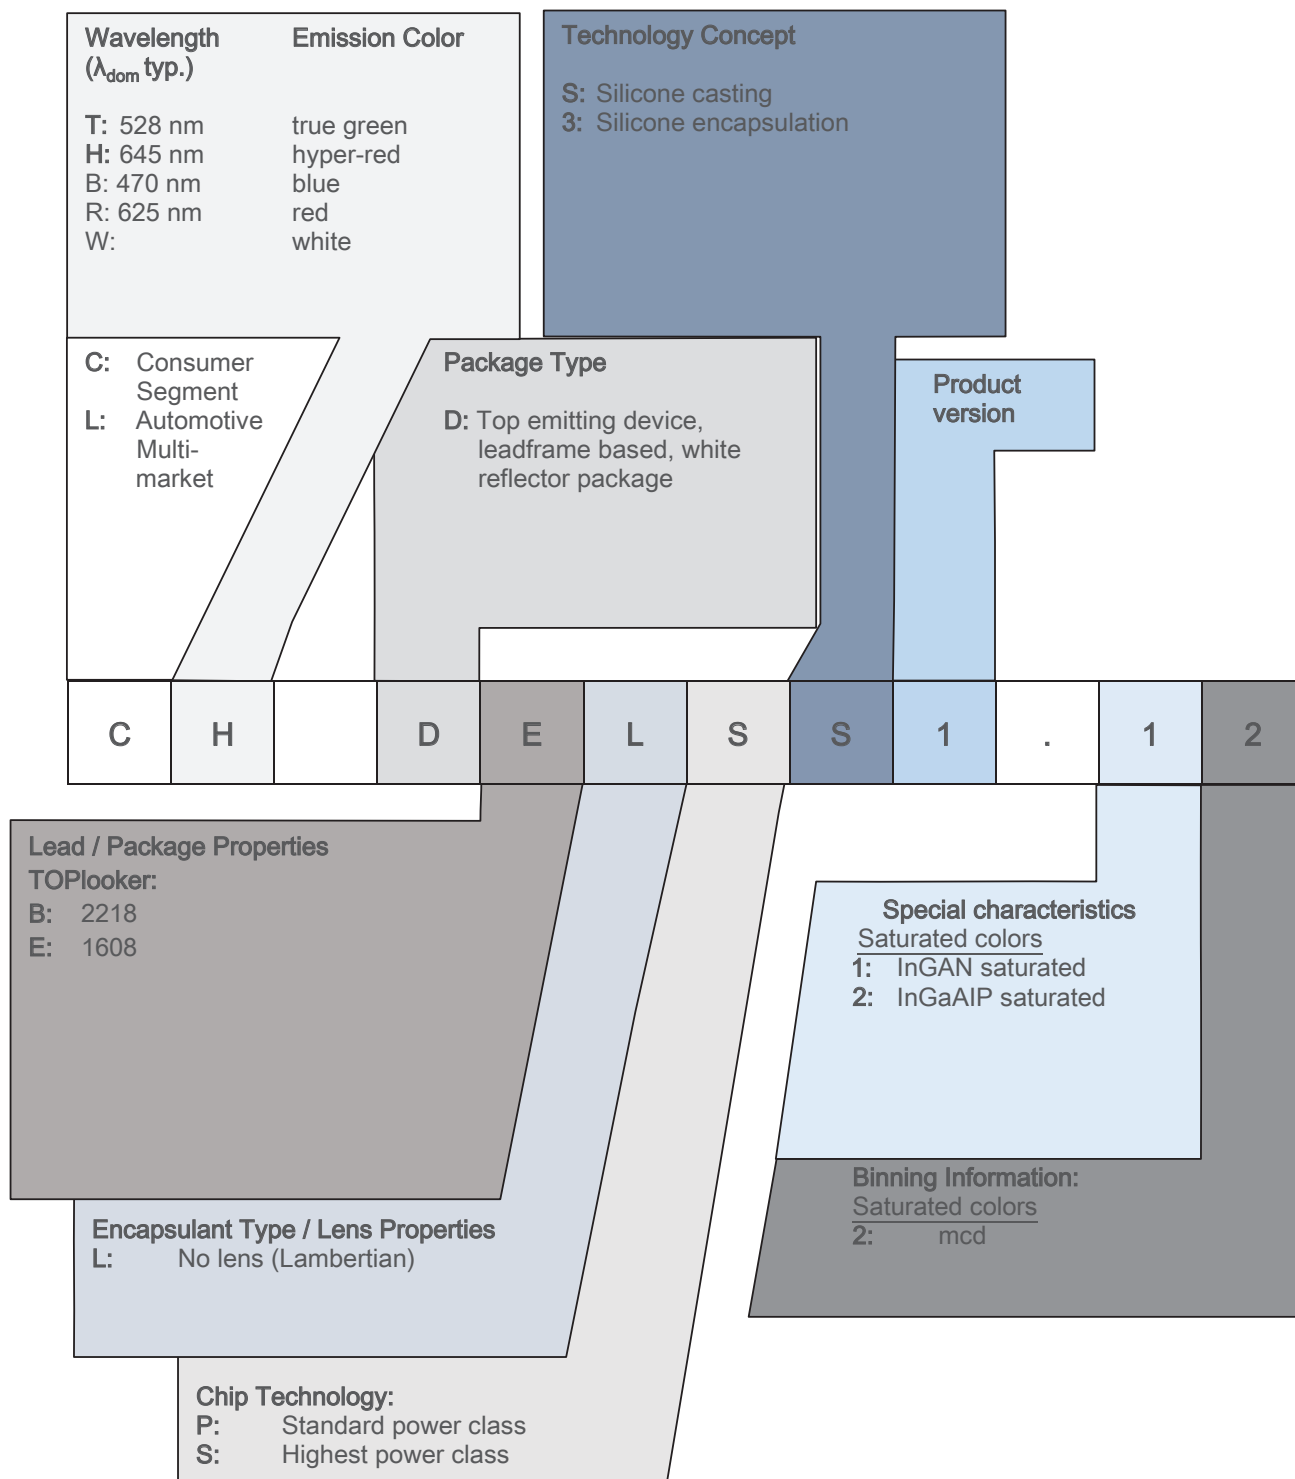 Wavelength Emission Color
(λdom typ.)
T: 528 nm true green
H: 645 nm hyper-red
B: 470 nm blue
R: 625 nm red
W: white
Technology Concept
S: Silicone casting
3: Silicone encapsulation
C: Consumer
Segment
L: Automotive
Multi-
market
Package Type
D: Top emitting device,
leadframe based, white
reflector package
Product
version
C H D E L S S 1 . 1 2
Lead / Package Properties
TOPlooker:
B: 2218
E: 1608
Special characteristics
Saturated colors
1: InGAN saturated
2: InGaAlP saturated
Binning Information:
Saturated colors
2: mcd
Encapsulant Type / Lens Properties
L: No lens (Lambertian)
Chip Technology:
P: Standard power class
S: Highest power class